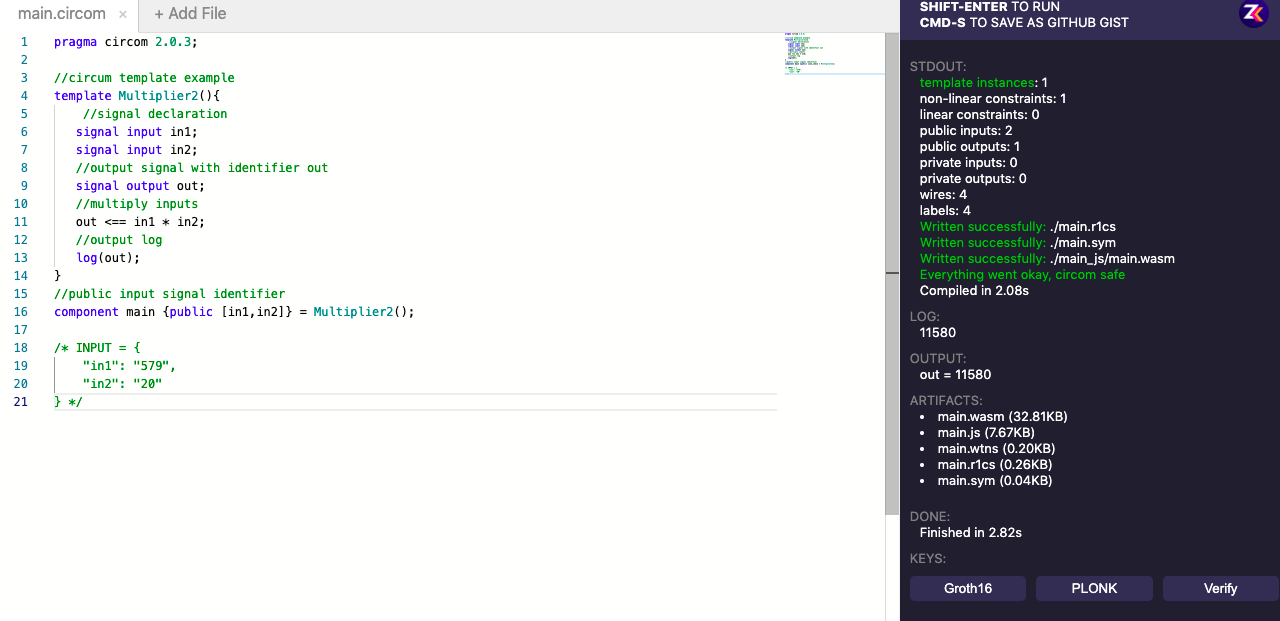 main.circom × + Add File
1 pragma circom 2.0.3;
2
3 //circum template example
4 template Multiplier2(){
5 //signal declaration
6 signal input in1;
7 signal input in2;
8 //output signal with identifier out
9 signal output out;
10 //multiply inputs
11 out <== in1 * in2;
12 //output log
13 log(out);
14 }
15 //public input signal identifier
16 component main {public [in1,in2]} = Multiplier2();
17
18 /* INPUT = {
19 "in1": "579",
20 "in2": "20"
21 } */
SHIFT-ENTER TO RUN
CMD-S TO SAVE AS GITHUB GIST
STDOUT:
template instances: 1
non-linear constraints: 1
linear constraints: 0
public inputs: 2
public outputs: 1
private inputs: 0
private outputs: 0
wires: 4
labels: 4
Written successfully: ./main.r1cs
Written successfully: ./main.sym
Written successfully: ./main_js/main.wasm
Everything went okay, circom safe
Compiled in 2.08s
LOG:
11580
OUTPUT:
out = 11580
ARTIFACTS:
• main.wasm (32.81KB)
• main.js (7.67KB)
• main.wtns (0.20KB)
• main.r1cs (0.26KB)
• main.sym (0.04KB)
DONE:
Finished in 2.82s
KEYS:
Groth16 PLONK Verify